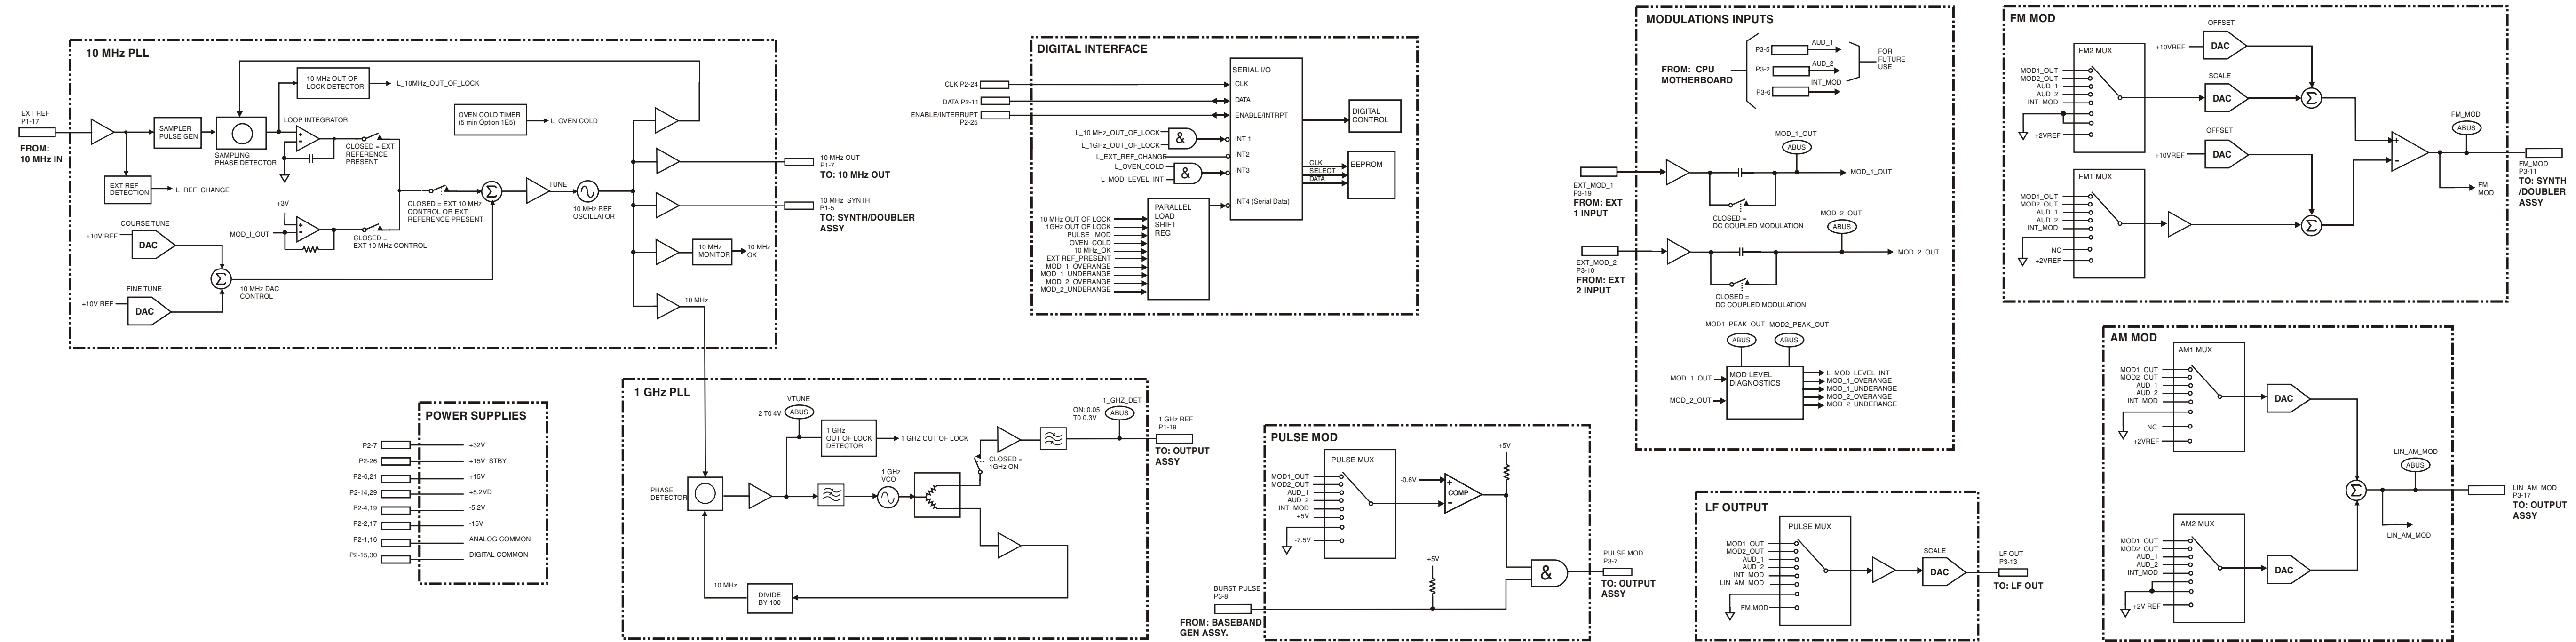 10 MHz PLL
EXT REF
P1-17
FROM:
10 MHz IN
SAMPLER
PULSE GEN
SAMPLING
PHASE DETECTOR
10 MHz OUT OF
LOCK DETECTOR
L_10MHz_OUT_OF_LOCK
LOOP INTEGRATOR
+
-
CLOSED = EXT
REFERENCE
PRESENT
OVEN COLD TIMER
(5 min Option 1E5)
L_OVEN COLD
EXT REF
DETECTION
L_REF_CHANGE
+3V
MOD_I_OUT
+
-
CLOSED =
EXT 10 MHz CONTROL
CLOSED = EXT 10 MHz
CONTROL OR EXT
REFERENCE PRESENT
Σ
TUNE
10 MHz REF
OSCILLATOR
COURSE TUNE
+10V REF
DAC
Σ
10 MHz DAC
CONTROL
FINE TUNE
+10V REF
DAC
10 MHz OUT
P1-7
TO: 10 MHz OUT
10 MHz SYNTH
P1-5
TO: SYNTH/DOUBLER
ASSY
10 MHz
MONITOR
10 MHz
OK
10 MHz
POWER SUPPLIES
P2-7
+32V
P2-26
+15V_STBY
P2-6,21
+15V
P2-14,29
+5.2VD
P2-4,19
-5.2V
P2-2,17
-15V
P2-1,16
ANALOG COMMON
P2-15,30
DIGITAL COMMON
1 GHz PLL
PHASE
DETECTOR
2 T0 4V
VTUNE
ABUS
1 GHz
OUT OF LOCK
DETECTOR
1 GHZ OUT OF LOCK
1 GHz
VCO
CLOSED =
1GHz ON
ON: 0.05
T0 0.3V
1_GHZ_DET
ABUS
1 GHz REF
P1-19
TO: OUTPUT
ASSY
10 MHz
DIVIDE
BY 100
DIGITAL INTERFACE
CLK P2-24
DATA P2-11
ENABLE/INTERRUPT
P2-25
SERIAL I/O
CLK
DATA
ENABLE/INTRPT
INT 1
INT2
INT3
INT4 (Serial Data)
L_10 MHz_OUT_OF_LOCK
L_1GHz_OUT_OF_LOCK
&
L_EXT_REF_CHANGE
L_OVEN_COLD
L_MOD_LEVEL_INT
&
DIGITAL
CONTROL
CLK
SELECT
DATA
EEPROM
PARALLEL
LOAD
SHIFT
REG
10 MHz OUT OF LOCK
1GHz OUT OF LOCK
PULSE_ MOD
OVEN_COLD
10 MHz_OK
EXT REF_PRESENT
MOD_1_OVERANGE
MOD_1_UNDERANGE
MOD_2_OVERANGE
MOD_2_UNDERANGE
PULSE MOD
PULSE MUX
MOD1_OUT
MOD2_OUT
AUD_1
AUD_2
INT_MOD
+5V
-7.5V
-0.6V
+
-
COMP
+5V
+5V
&
BURST PULSE
P3-8
FROM: BASEBAND
GEN ASSY.
PULSE MOD
P3-7
TO: OUTPUT
ASSY
MODULATIONS INPUTS
FROM: CPU
MOTHERBOARD
P3-5
AUD_1
P3-2
AUD_2
P3-6
INT_MOD
FOR
FUTURE
USE
EXT_MOD_1
P3-19
FROM: EXT
1 INPUT
MOD_1_OUT
ABUS
MOD_1_OUT
CLOSED =
DC COUPLED MODULATION
EXT_MOD_2
P3-10
FROM: EXT
2 INPUT
MOD_2_OUT
ABUS
MOD_2_OUT
CLOSED =
DC COUPLED MODULATION
MOD1_PEAK_OUT
MOD2_PEAK_OUT
ABUS
ABUS
MOD_1_OUT
MOD_2_OUT
MOD LEVEL
DIAGNOSTICS
L_MOD_LEVEL_INT
MOD_1_OVERANGE
MOD_1_UNDERANGE
MOD_2_OVERANGE
MOD_2_UNDERANGE
LF OUTPUT
PULSE MUX
MOD1_OUT
MOD2_OUT
AUD_1
AUD_2
INT_MOD
LIN_AM_MOD
FM.MOD
SCALE
DAC
LF OUT
P3-13
TO: LF OUT
FM MOD
FM2 MUX
MOD1_OUT
MOD2_OUT
AUD_1
AUD_2
INT_MOD
+2VREF
OFFSET
+10VREF
DAC
SCALE
DAC
Σ
OFFSET
+10VREF
DAC
FM1 MUX
MOD1_OUT
MOD2_OUT
AUD_1
AUD_2
INT_MOD
NC
+2VREF
Σ
+
-
FM_MOD
ABUS
FM
MOD
FM_MOD
P3-11
TO: SYNTH
/DOUBLER
ASSY
AM MOD
AM1 MUX
MOD1_OUT
MOD2_OUT
AUD_1
AUD_2
INT_MOD
NC
+2VREF
DAC
AM2 MUX
MOD1_OUT
MOD2_OUT
AUD_1
AUD_2
INT_MOD
+2V REF
DAC
Σ
LIN_AM_MOD
ABUS
LIN_AM_MOD
LIN_AM_MOD
P3-17
TO: OUTPUT
ASSY